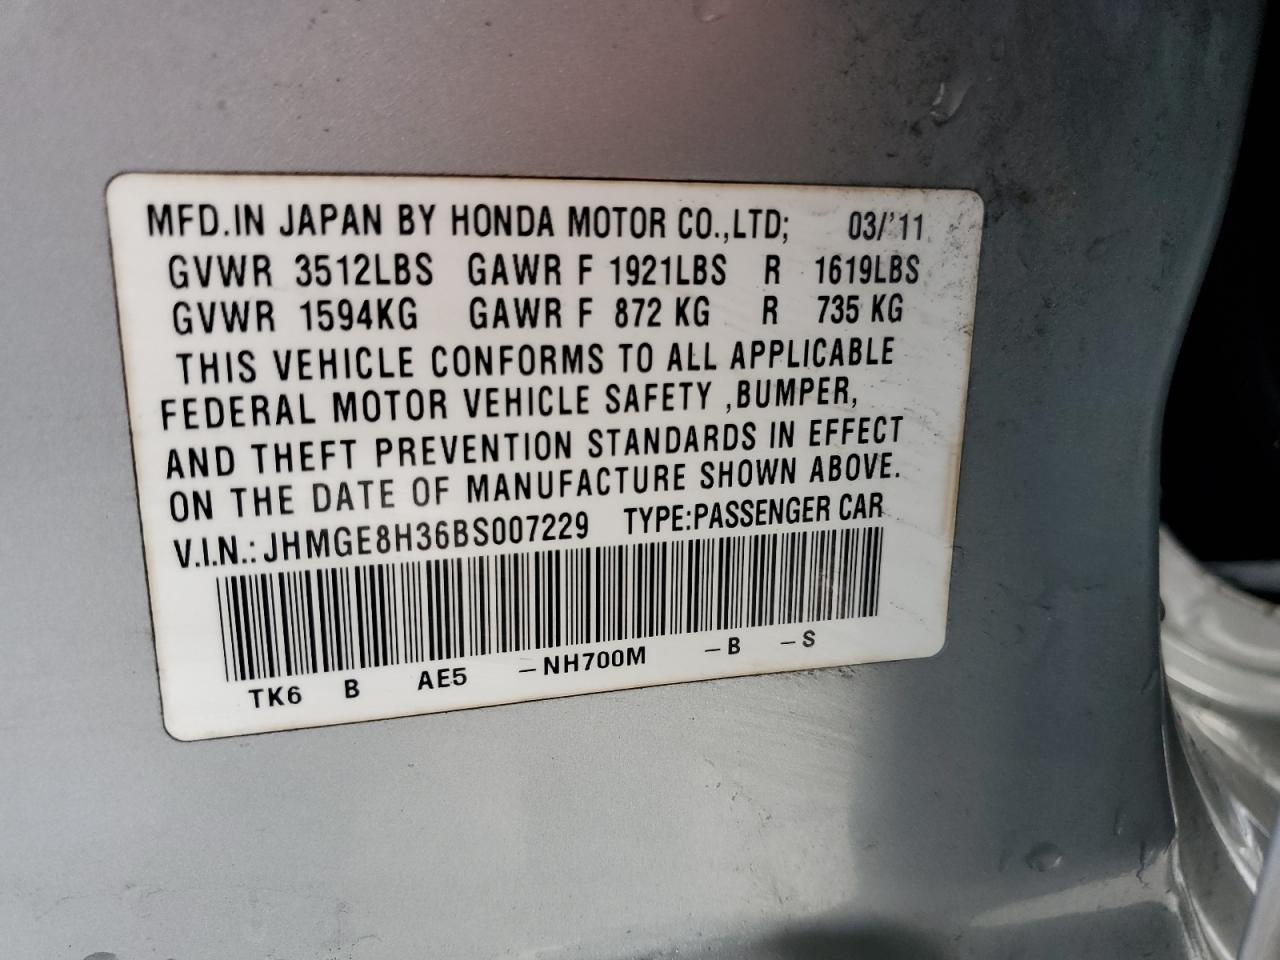 MFD.IN JAPAN BY HONDA MOTOR CO.,LTD; 03/'11
GVWR 3512LBS GAWR F 1921LBS R 1619LBS
GVWR 1594KG GAWR F 872 KG R 735 KG
THIS VEHICLE CONFORMS TO ALL APPLICABLE
FEDERAL MOTOR VEHICLE SAFETY ,BUMPER,
AND THEFT PREVENTION STANDARDS IN EFFECT
ON THE DATE OF MANUFACTURE SHOWN ABOVE.
V.I.N.: JHMGE8H36BS007229 TYPE:PASSENGER CAR
TK6 B AE5 -NH700M -B -S